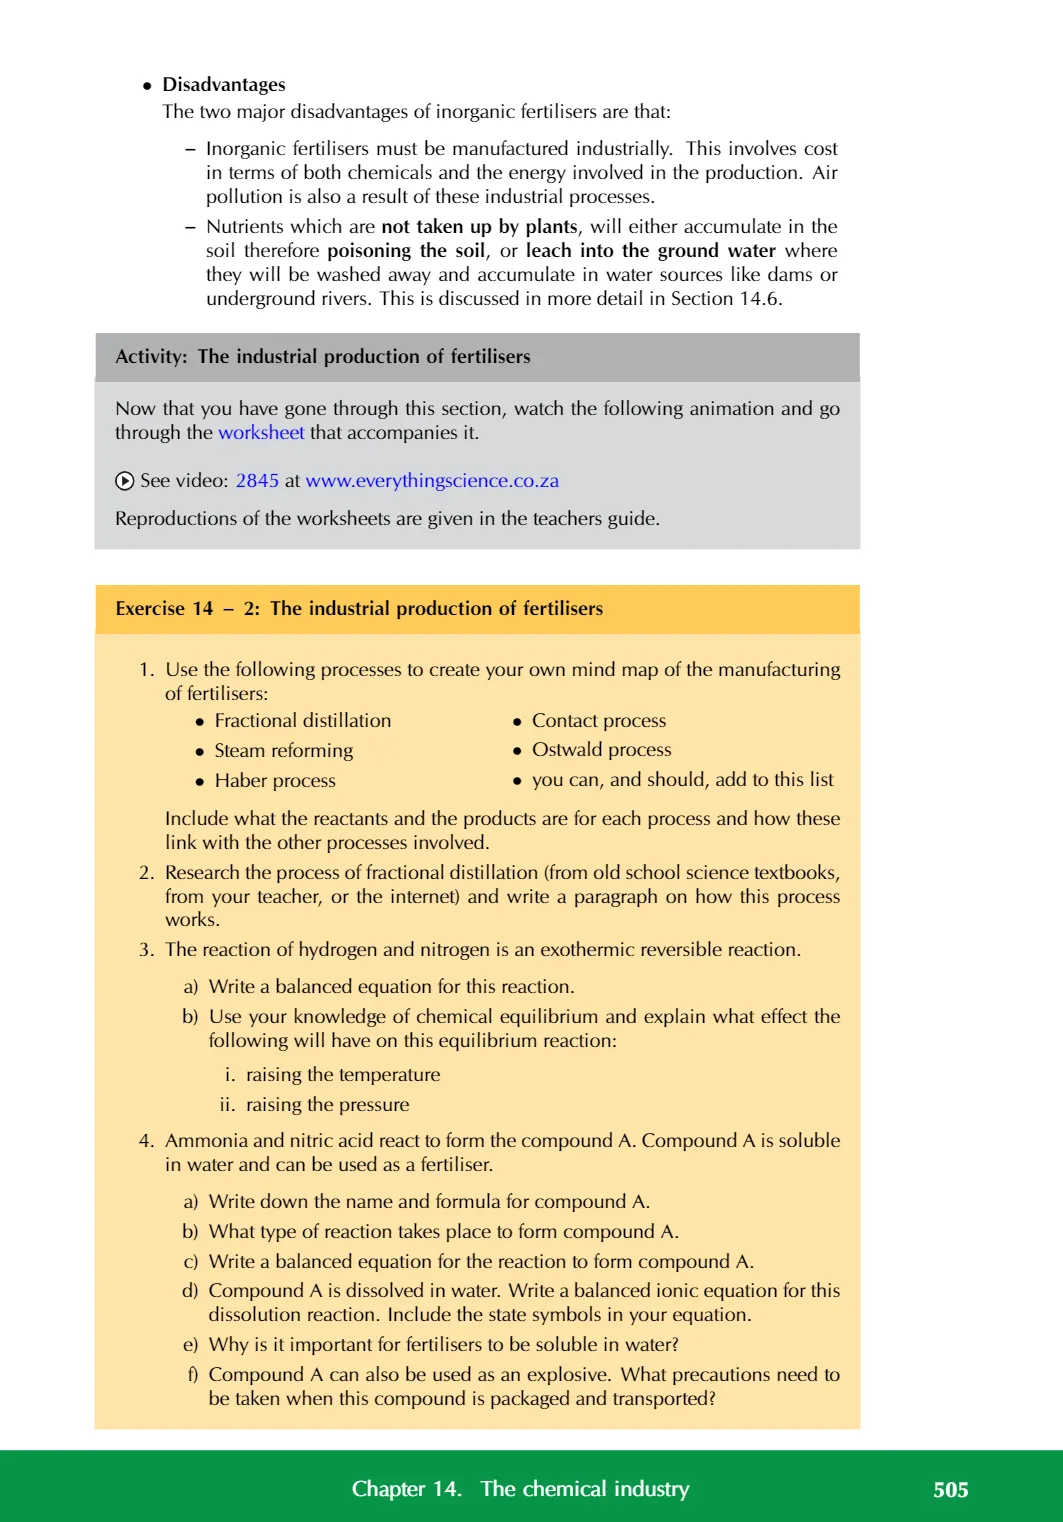 • Disadvantages
The two major disadvantages of inorganic fertilisers are that:
– Inorganic fertilisers must be manufactured industrially. This involves cost
in terms of both chemicals and the energy involved in the production. Air
pollution is also a result of these industrial processes.
– Nutrients which are not taken up by plants, will either accumulate in the
soil therefore poisoning the soil, or leach into the ground water where
they will be washed away and accumulate in water sources like dams or
underground rivers. This is discussed in more detail in Section 14.6.
Activity: The industrial production of fertilisers
Now that you have gone through this section, watch the following animation and go
through the worksheet that accompanies it.
See video: 2845 at www.everythingscience.co.za
Reproductions of the worksheets are given in the teachers guide.
Exercise 14 – 2: The industrial production of fertilisers
1. Use the following processes to create your own mind map of the manufacturing
of fertilisers:
• Fractional distillation
• Steam reforming
• Haber process
• Contact process
• Ostwald process
• you can, and should, add to this list
Include what the reactants and the products are for each process and how these
link with the other processes involved.
2. Research the process of fractional distillation (from old school science textbooks,
from your teacher, or the internet) and write a paragraph on how this process
works.
3. The reaction of hydrogen and nitrogen is an exothermic reversible reaction.
a) Write a balanced equation for this reaction.
b) Use your knowledge of chemical equilibrium and explain what effect the
following will have on this equilibrium reaction:
i. raising the temperature
ii. raising the pressure
4. Ammonia and nitric acid react to form the compound A. Compound A is soluble
in water and can be used as a fertiliser.
a) Write down the name and formula for compound A.
b) What type of reaction takes place to form compound A.
c) Write a balanced equation for the reaction to form compound A.
d) Compound A is dissolved in water. Write a balanced ionic equation for this
dissolution reaction. Include the state symbols in your equation.
e) Why is it important for fertilisers to be soluble in water?
f) Compound A can also be used as an explosive. What precautions need to
be taken when this compound is packaged and transported?
Chapter 14. The chemical industry 505